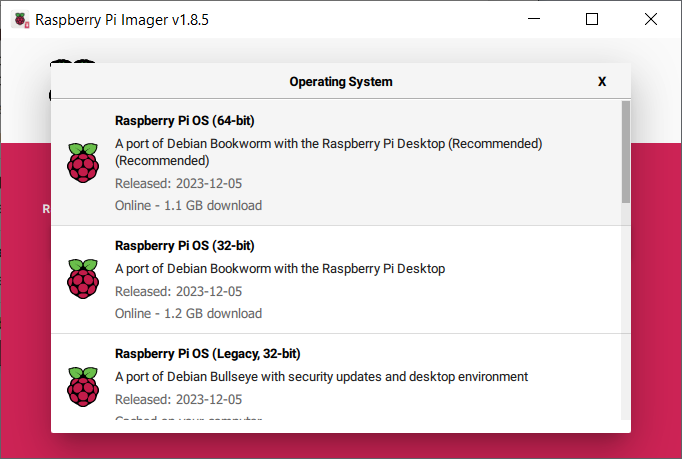 Raspberry Pi Imager v1.8.5
Operating System
X
Raspberry Pi OS (64-bit)
A port of Debian Bookworm with the Raspberry Pi Desktop (Recommended)
(Recommended)
Released: 2023-12-05
Online - 1.1 GB download
R
Raspberry Pi OS (32-bit)
A port of Debian Bookworm with the Raspberry Pi Desktop
Released: 2023-12-05
Online - 1.2 GB download
Raspberry Pi OS (Legacy, 32-bit)
A port of Debian Bullseye with security updates and desktop environment
Released: 2023-12-05
Cached on your computer